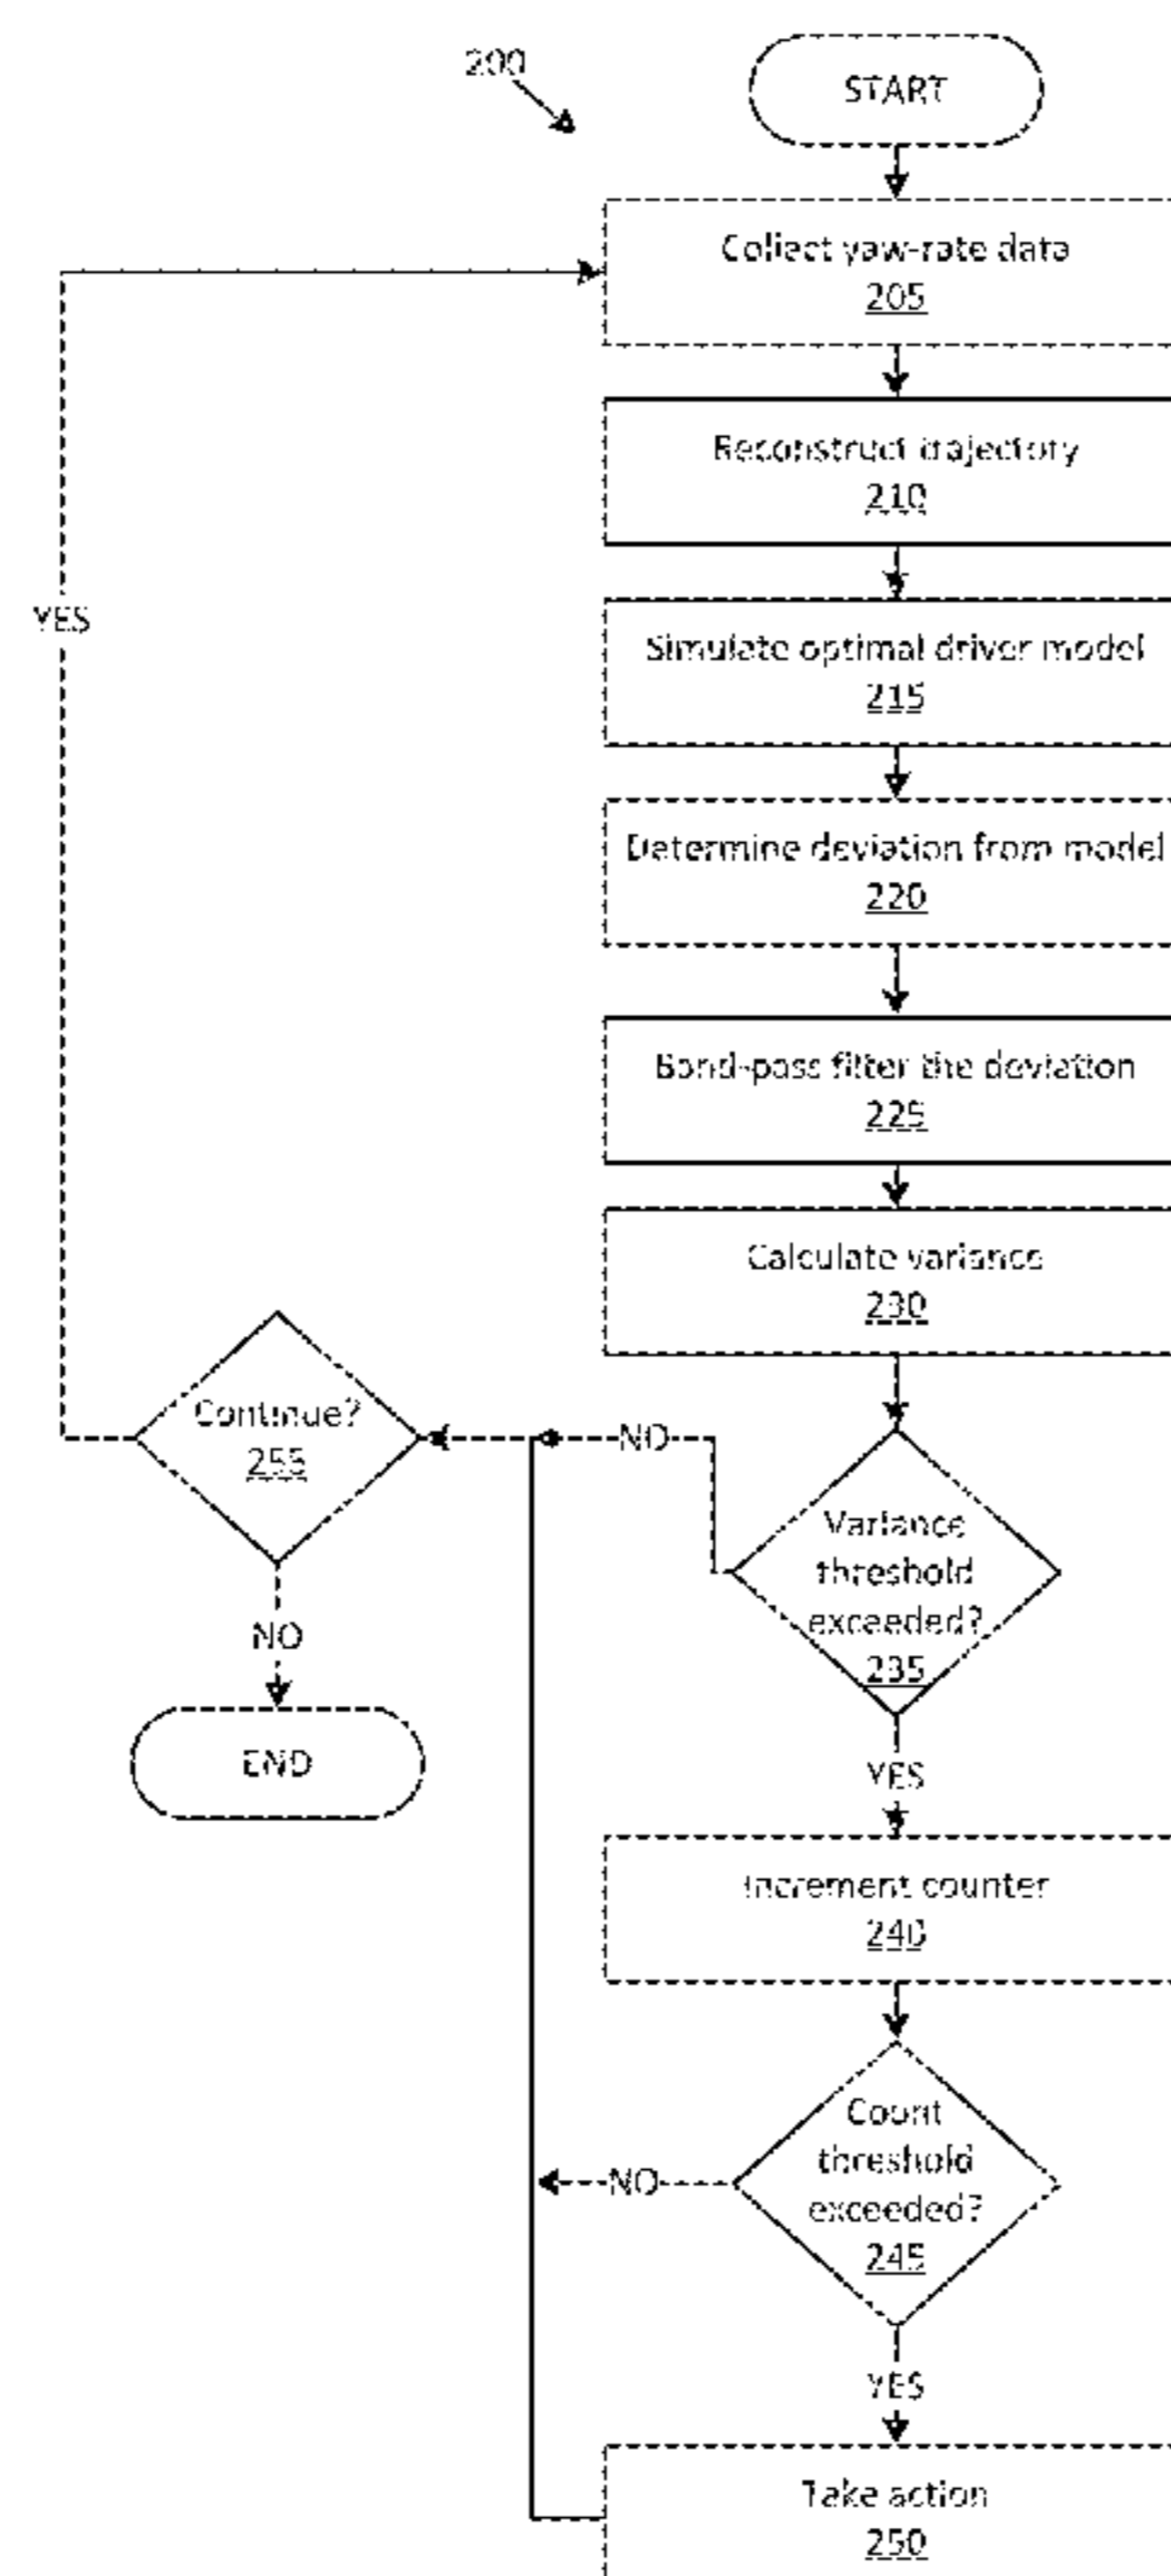 200
START
Collect yaw-rate data
205
Reconstruct trajectory
210
Simulate optimal driver model
215
Determine deviation from model
220
Band-pass filter the deviation
225
Calculate variance
230
YES
Continue?
255
NO
Variance
threshold
exceeded?
235
NO
END
YES
Increment counter
240
Count
threshold
exceeded?
245
NO
YES
Take action
250